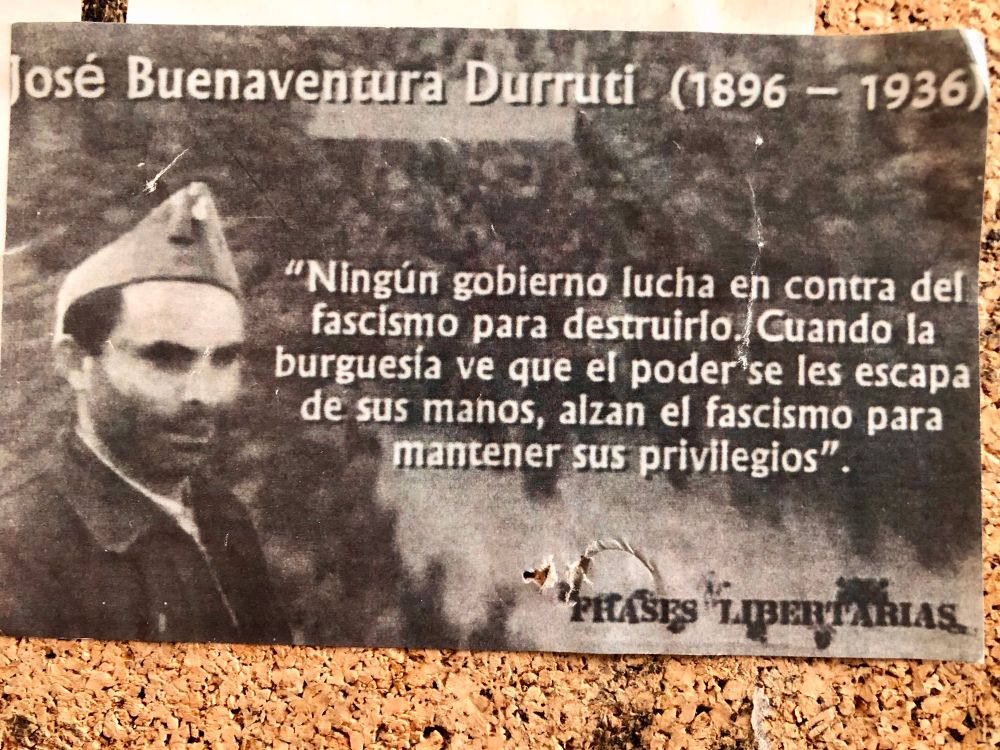 José Buenaventura Durruti (1896 – 1936)
“Ningún gobierno lucha en contra del
fascismo para destruirlo. Cuando la
burguesía ve que el poder se les escapa
de sus manos, alzan el fascismo para
mantener sus privilegios”.
FRASES LIBERTARIAS